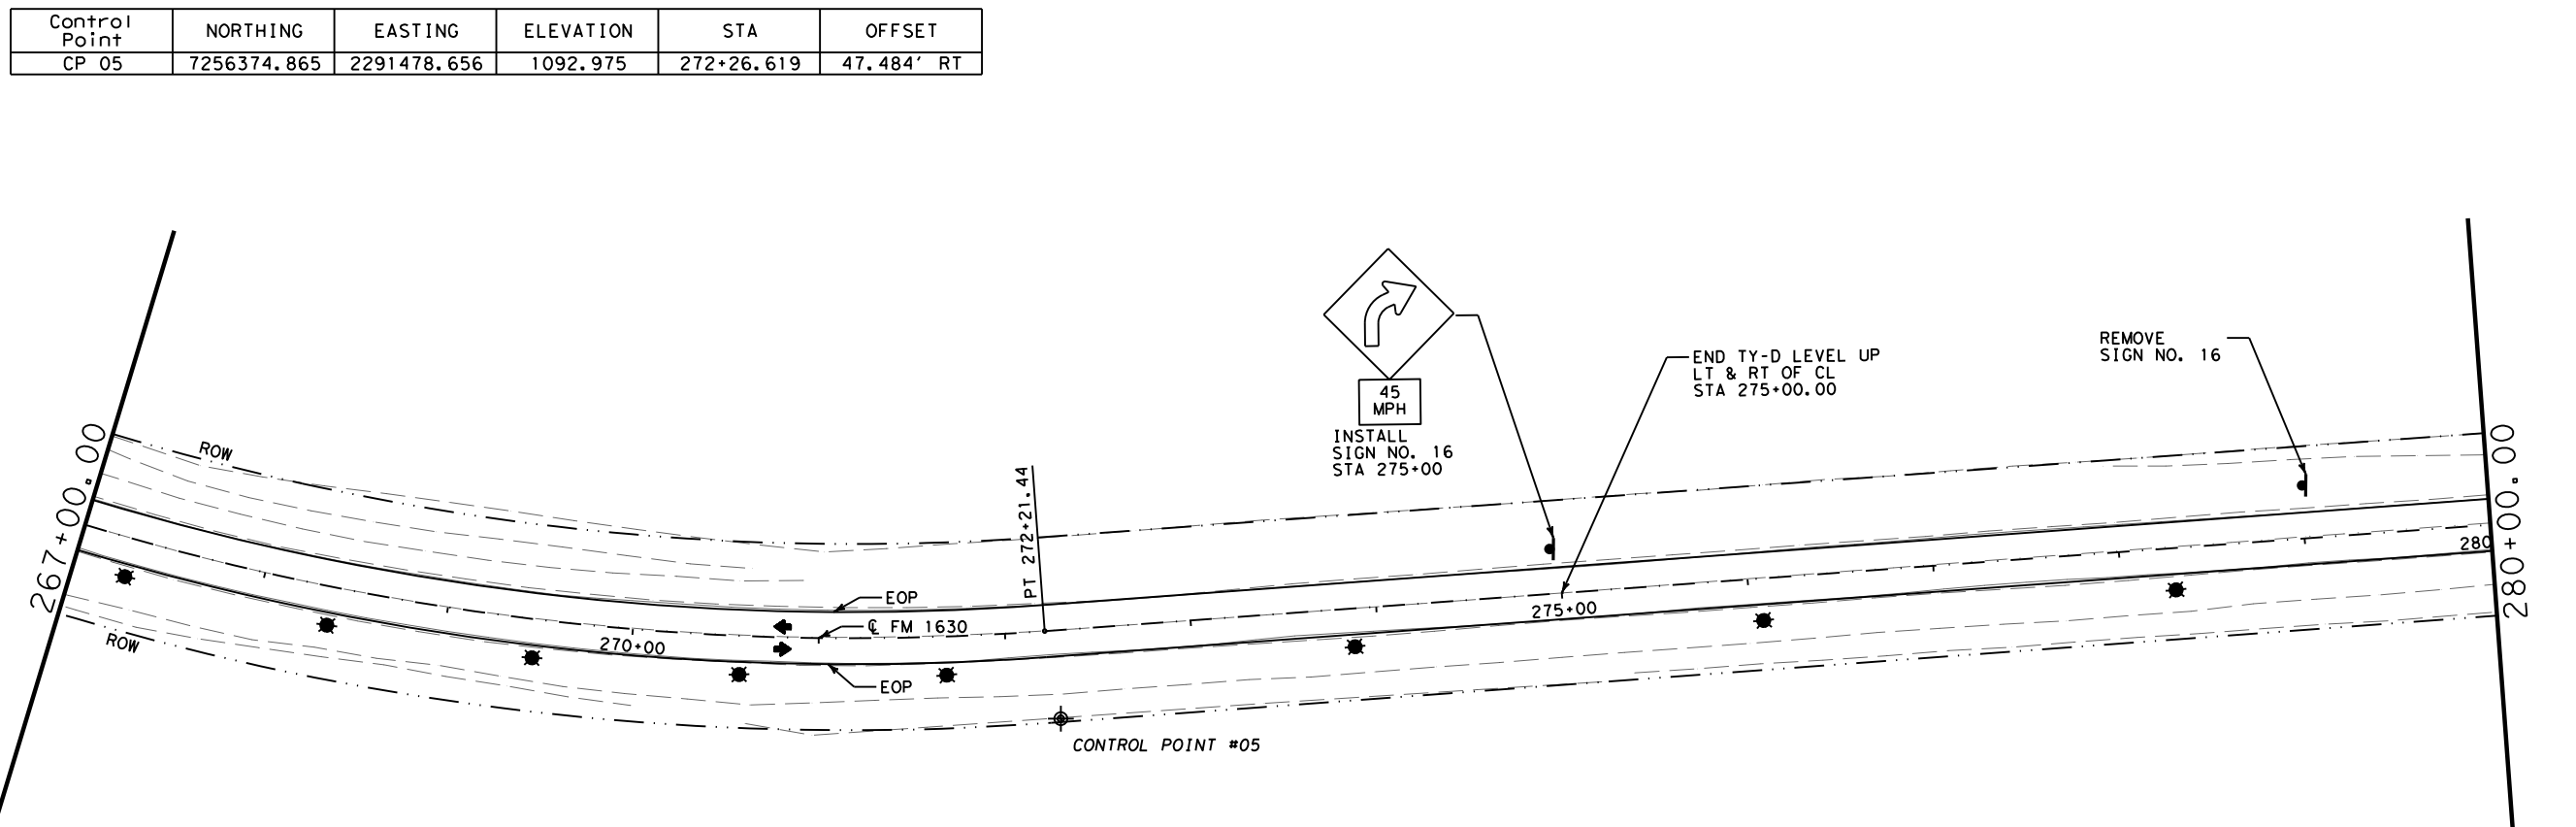 Control Point NORTHING EASTING ELEVATION STA OFFSET
CP 05 7256374.865 2291478.656 1092.975 272+26.619 47.484' RT
267+00.00
ROW
ROW
270+00
EOP
℄ FM 1630
EOP
PT 272+21.44
CONTROL POINT #05
45
MPH
INSTALL
SIGN NO. 16
STA 275+00
END TY-D LEVEL UP
LT & RT OF CL
STA 275+00.00
275+00
REMOVE
SIGN NO. 16
280
280+00.00